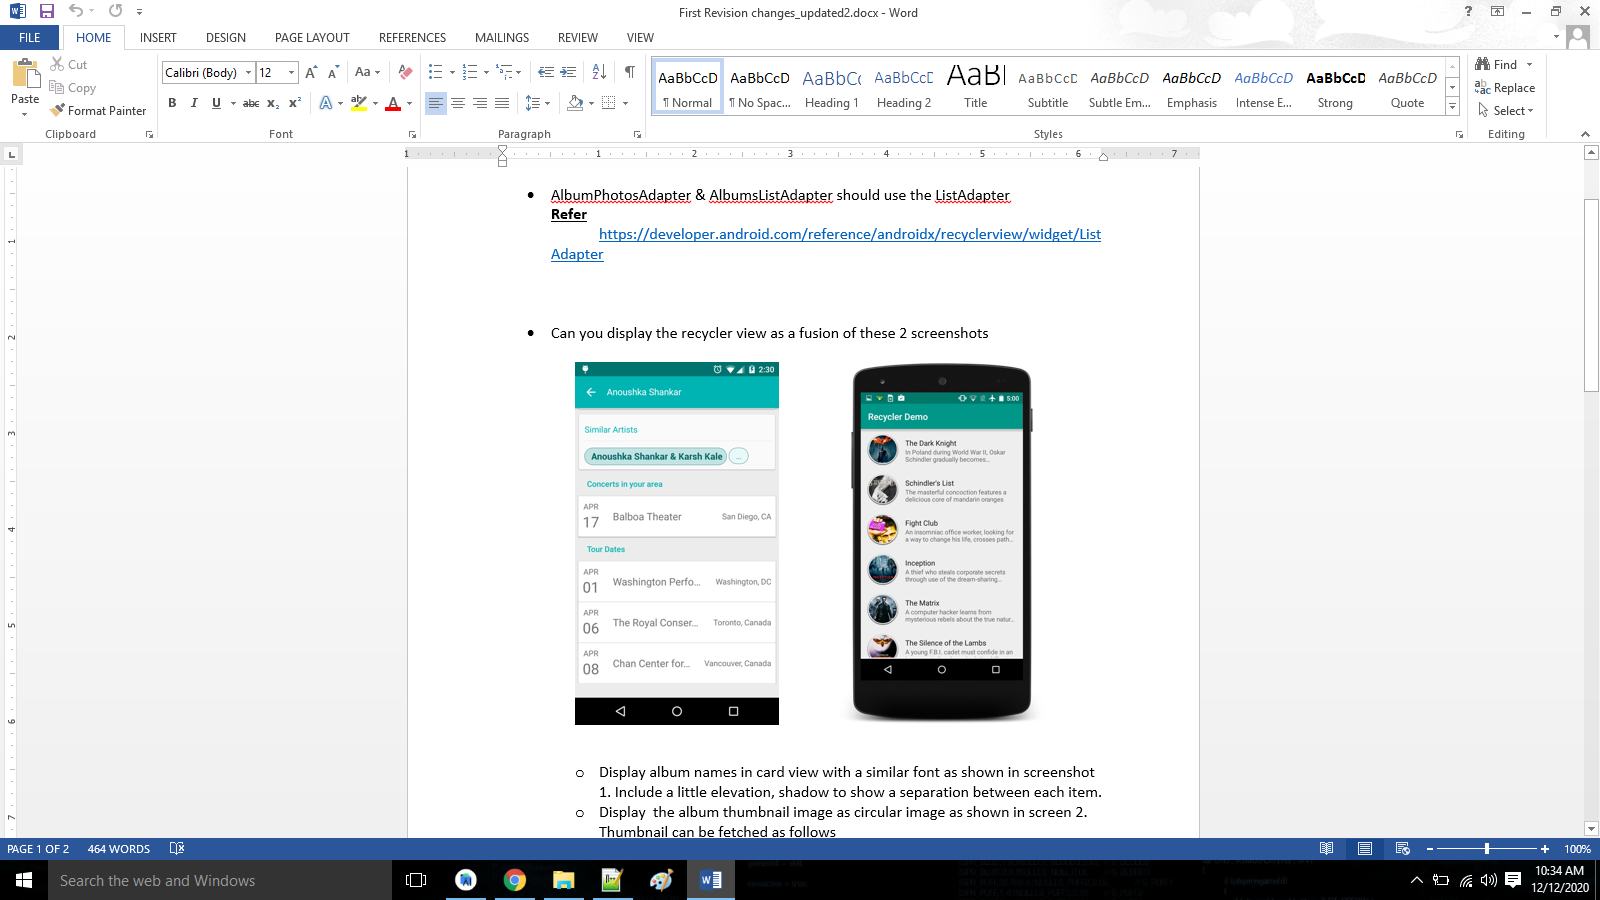 First Revision changes_updated2.docx - Word
FILE
HOME
INSERT
DESIGN
PAGE LAYOUT
REFERENCES
MAILINGS
REVIEW
VIEW
Paste
Cut
Copy
Format Painter
Clipboard
Calibri (Body)
12
Font
Paragraph
AaBbCcD
¶ Normal
AaBbCcD
¶ No Spac...
AaBbCc
Heading 1
AaBbCcD
Heading 2
AaBl
Title
AaBbCcD
Subtitle
AaBbCcD
Subtle Em...
AaBbCcD
Emphasis
AaBbCcD
Intense E...
AaBbCcD
Strong
AaBbCcD
Quote
Styles
Find
Replace
Select
Editing
1 1 2 3 4 5 6 7
AlbumPhotosAdapter & AlbumsListAdapter should use the ListAdapter
Refer
https://developer.android.com/reference/androidx/recyclerview/widget/List
Adapter
Can you display the recycler view as a fusion of these 2 screenshots
2:30
Anoushka Shankar
Similar Artists
Anoushka Shankar & Karsh Kale
...
Concerts in your area
APR
17 Balboa Theater San Diego, CA
Tour Dates
APR
01 Washington Perfo... Washington, DC
APR
06 The Royal Conser... Toronto, Canada
APR
08 Chan Center for... Vancouver, Canada
5:00
Recycler Demo
The Dark Knight
In Poland during World War II, Oskar
Schindler gradually becomes...
Schindler's List
The masterful concoction features a
delicious core of mandarin oranges
Fight Club
An insomniac office worker, looking for
a way to change his life, crosses path...
Inception
A thief who steals corporate secrets
through use of the dream-sharing...
The Matrix
A computer hacker learns from
mysterious rebels about the true natur...
The Silence of the Lambs
A young F.B.I. cadet must confide in an
o Display album names in card view with a similar font as shown in screenshot
1. Include a little elevation, shadow to show a separation between each item.
o Display the album thumbnail image as circular image as shown in screen 2.
Thumbnail can be fetched as follows
PAGE 1 OF 2
464 WORDS
100%
Search the web and Windows
10:34 AM
12/12/2020